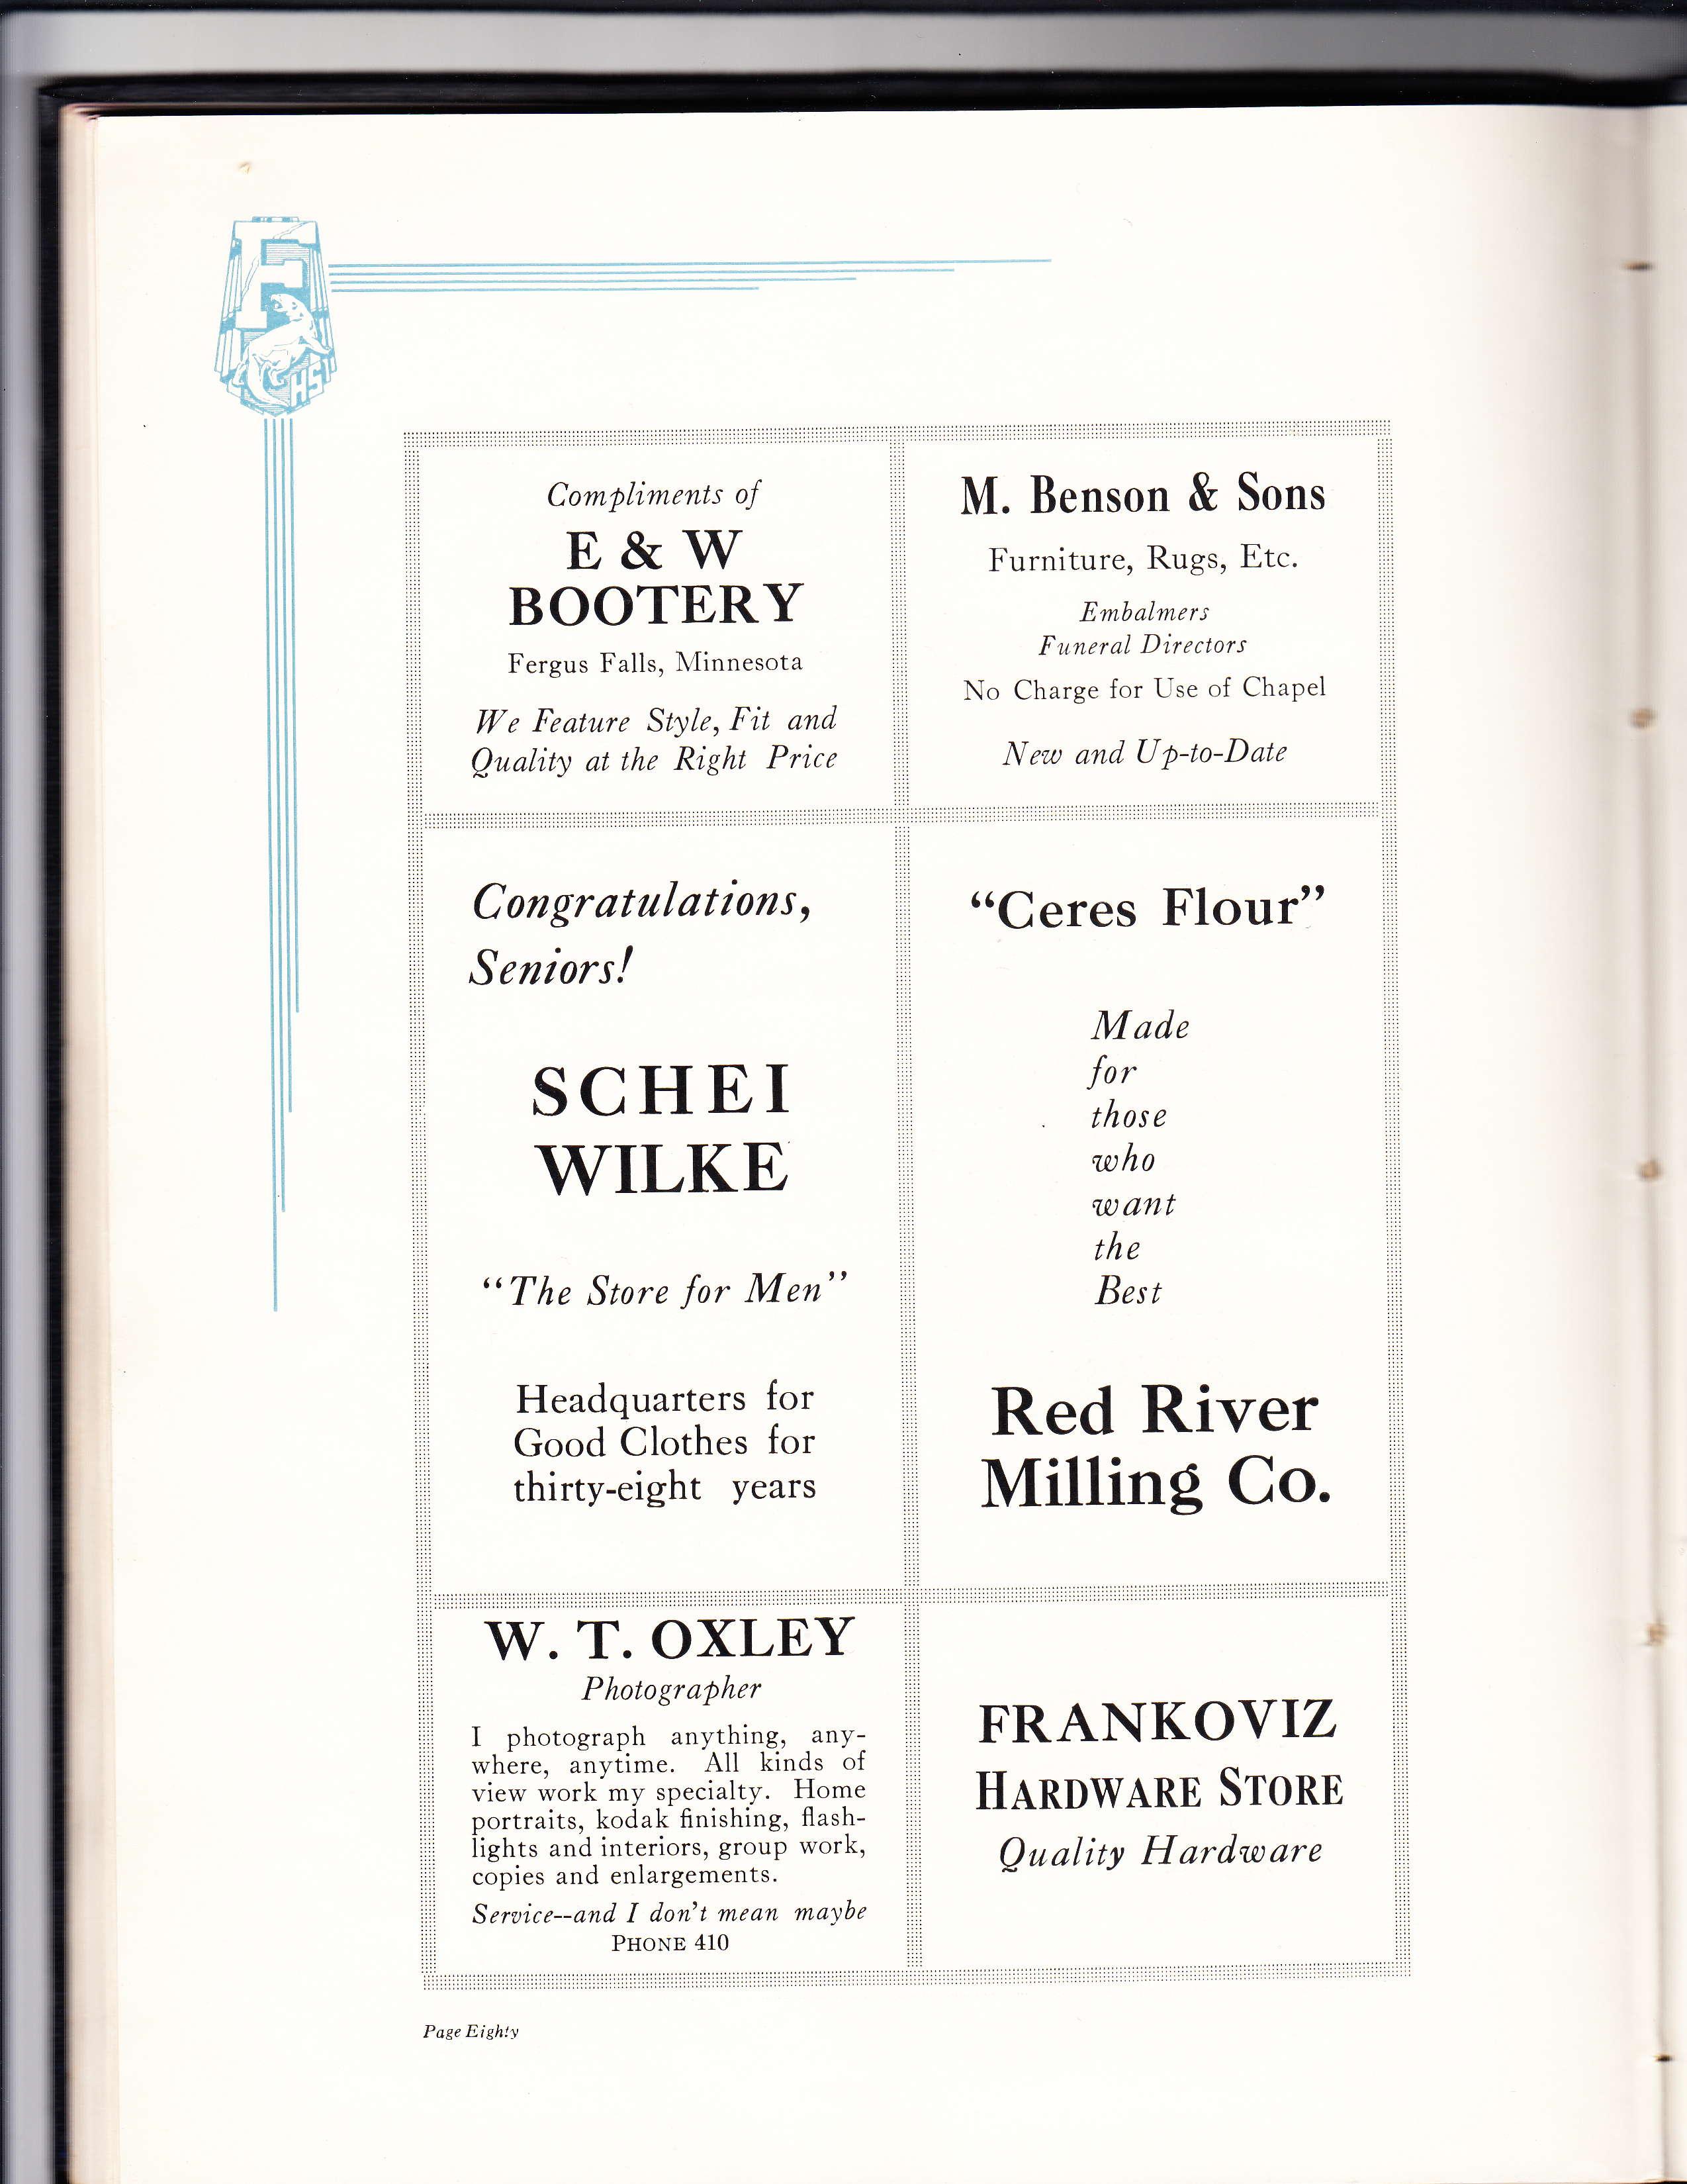 F
HS
Compliments of
E & W
BOOTERY
Fergus Falls, Minnesota
We Feature Style, Fit and
Quality at the Right Price
M. Benson & Sons
Furniture, Rugs, Etc.
Embalmers
Funeral Directors
No Charge for Use of Chapel
New and Up-to-Date
Congratulations,
Seniors!
SCHEI
WILKE
“The Store for Men”
Headquarters for
Good Clothes for
thirty-eight years
“Ceres Flour”
Made
for
those
who
want
the
Best
Red River
Milling Co.
W. T. OXLEY
Photographer
I photograph anything, any-
where, anytime. All kinds of
view work my specialty. Home
portraits, kodak finishing, flash-
lights and interiors, group work,
copies and enlargements.
Service--and I don't mean maybe
PHONE 410
FRANKOVIZ
HARDWARE STORE
Quality Hardware
Page Eighty